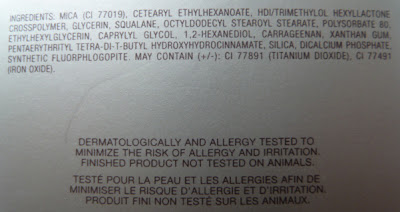 INGREDIENTS: MICA (CI 77019), CETEARYL ETHYLHEXANOATE, HDI/TRIMETHYLOL HEXYLLACTONE
CROSSPOLYMER, GLYCERIN, SQUALANE, OCTYLDODECYL STEAROYL STEARATE, POLYSORBATE 80,
ETHYLHEXYLGLYCERIN, CAPRYLYL GLYCOL, 1,2-HEXANEDIOL, CARRAGEENAN, XANTHAN GUM,
PENTAERYTHRITYL TETRA-DI-T-BUTYL HYDROXYHYDROCINNAMATE, SILICA, DICALCIUM PHOSPHATE,
SYNTHETIC FLUORPHLOGOPITE. MAY CONTAIN (+/-): CI 77891 (TITANIUM DIOXIDE), CI 77491
(IRON OXIDE).
DERMATOLOGICALLY AND ALLERGY TESTED TO
MINIMIZE THE RISK OF ALLERGY AND IRRITATION.
FINISHED PRODUCT NOT TESTED ON ANIMALS.
TESTÉ POUR LA PEAU ET LES ALLERGIES AFIN DE
MINIMISER LE RISQUE D'ALLERGIE ET D'IRRITATION.
PRODUIT FINI NON TESTÉ SUR LES ANIMAUX.